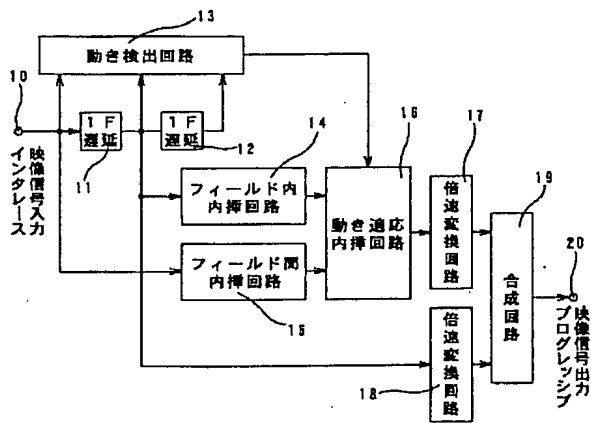 13
動き検出回路
10
1F
遅延
11
1F
遅延
12
映像信号入力
インタレース
14
フィールド内
内挿回路
フィールド間
内挿回路
15
16
動き適応
内挿回路
17
倍速変換回路
倍速変換回路
18
19
合成回路
20
映像信号出力
プログレッシブ